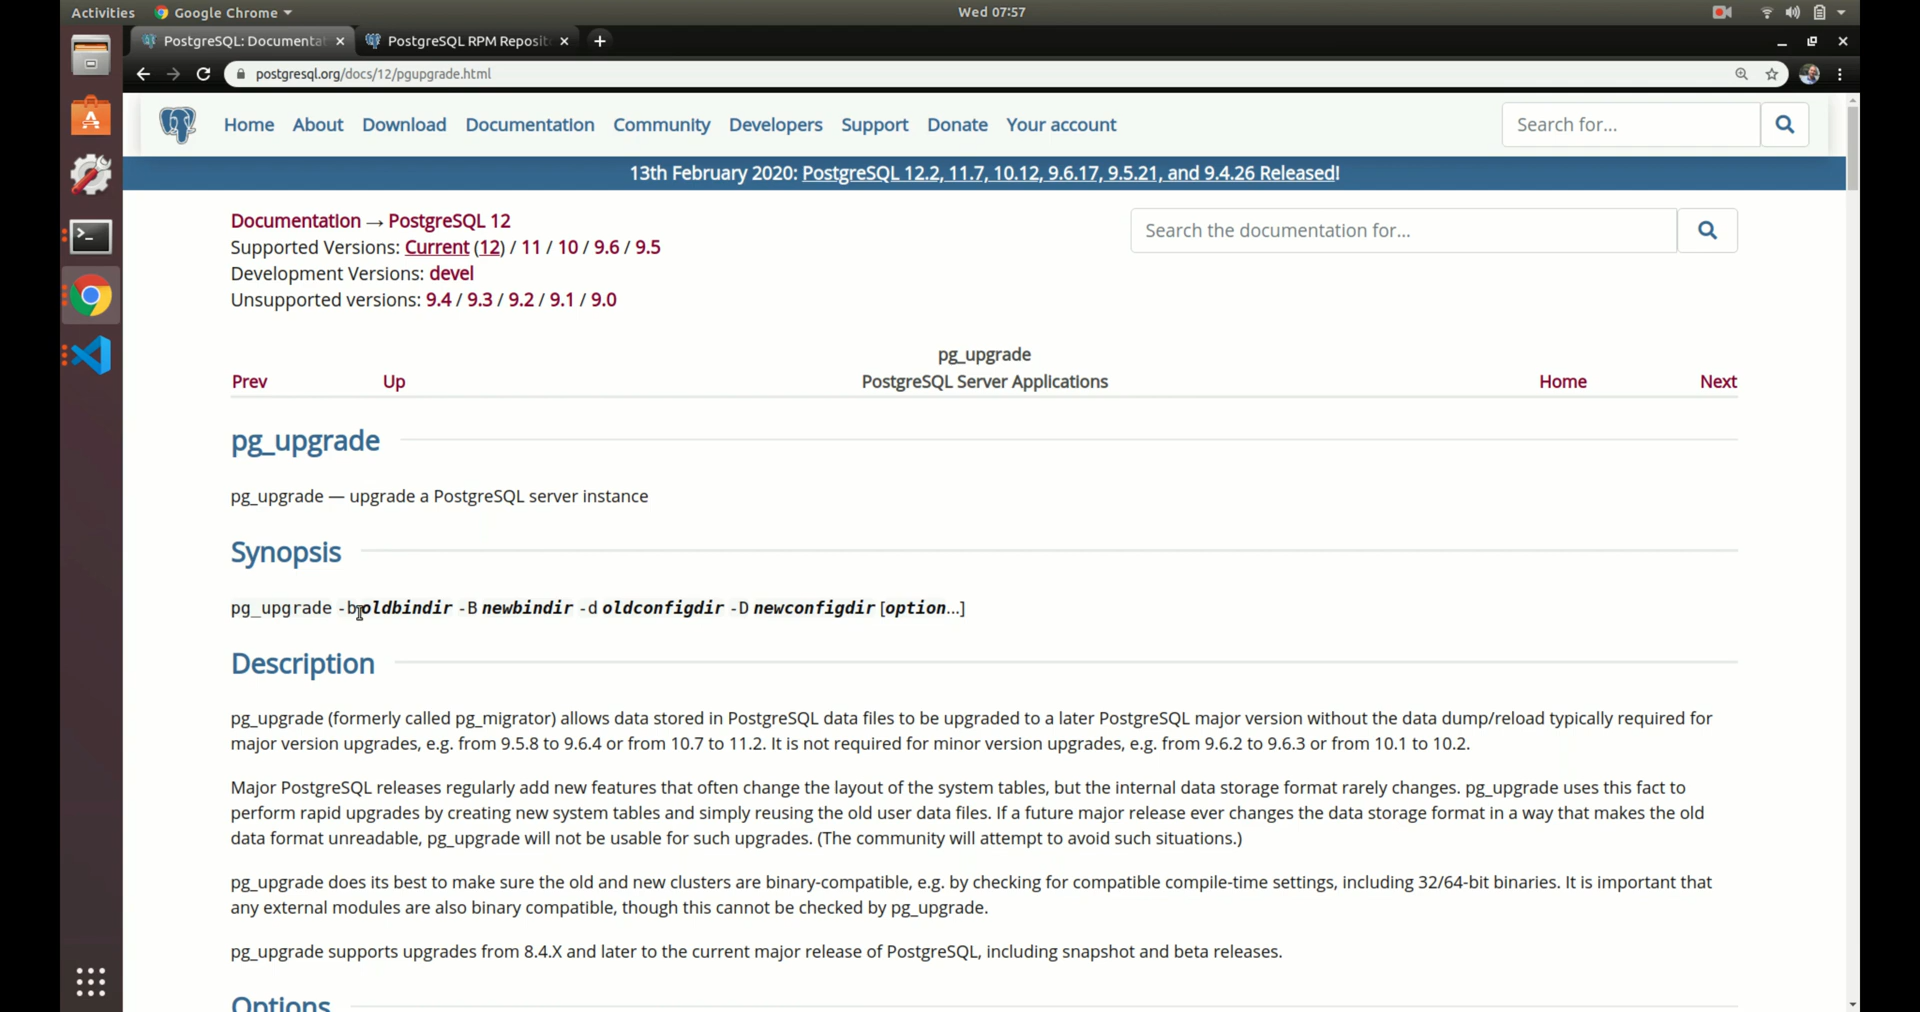 Activities Google Chrome Wed 07:57
PostgreSQL: Documenta PostgreSQL RPM Reposit
postgresql.org/docs/12/pgupgrade.html
Home About Download Documentation Community Developers Support Donate Your account Search for...
13th February 2020: PostgreSQL 12.2, 11.7, 10.12, 9.6.17, 9.5.21, and 9.4.26 Released!
Documentation → PostgreSQL 12
Supported Versions: Current (12) / 11 / 10 / 9.6 / 9.5
Development Versions: devel
Unsupported versions: 9.4 / 9.3 / 9.2 / 9.1 / 9.0
Search the documentation for...
pg_upgrade
Prev Up PostgreSQL Server Applications Home Next
pg_upgrade
pg_upgrade — upgrade a PostgreSQL server instance
Synopsis
pg_upgrade -b oldbindir -B newbindir -d oldconfigdir -D newconfigdir [option...]
Description
pg_upgrade (formerly called pg_migrator) allows data stored in PostgreSQL data files to be upgraded to a later PostgreSQL major version without the data dump/reload typically required for
major version upgrades, e.g. from 9.5.8 to 9.6.4 or from 10.7 to 11.2. It is not required for minor version upgrades, e.g. from 9.6.2 to 9.6.3 or from 10.1 to 10.2.
Major PostgreSQL releases regularly add new features that often change the layout of the system tables, but the internal data storage format rarely changes. pg_upgrade uses this fact to
perform rapid upgrades by creating new system tables and simply reusing the old user data files. If a future major release ever changes the data storage format in a way that makes the old
data format unreadable, pg_upgrade will not be usable for such upgrades. (The community will attempt to avoid such situations.)
pg_upgrade does its best to make sure the old and new clusters are binary-compatible, e.g. by checking for compatible compile-time settings, including 32/64-bit binaries. It is important that
any external modules are also binary compatible, though this cannot be checked by pg_upgrade.
pg_upgrade supports upgrades from 8.4.X and later to the current major release of PostgreSQL, including snapshot and beta releases.
Options